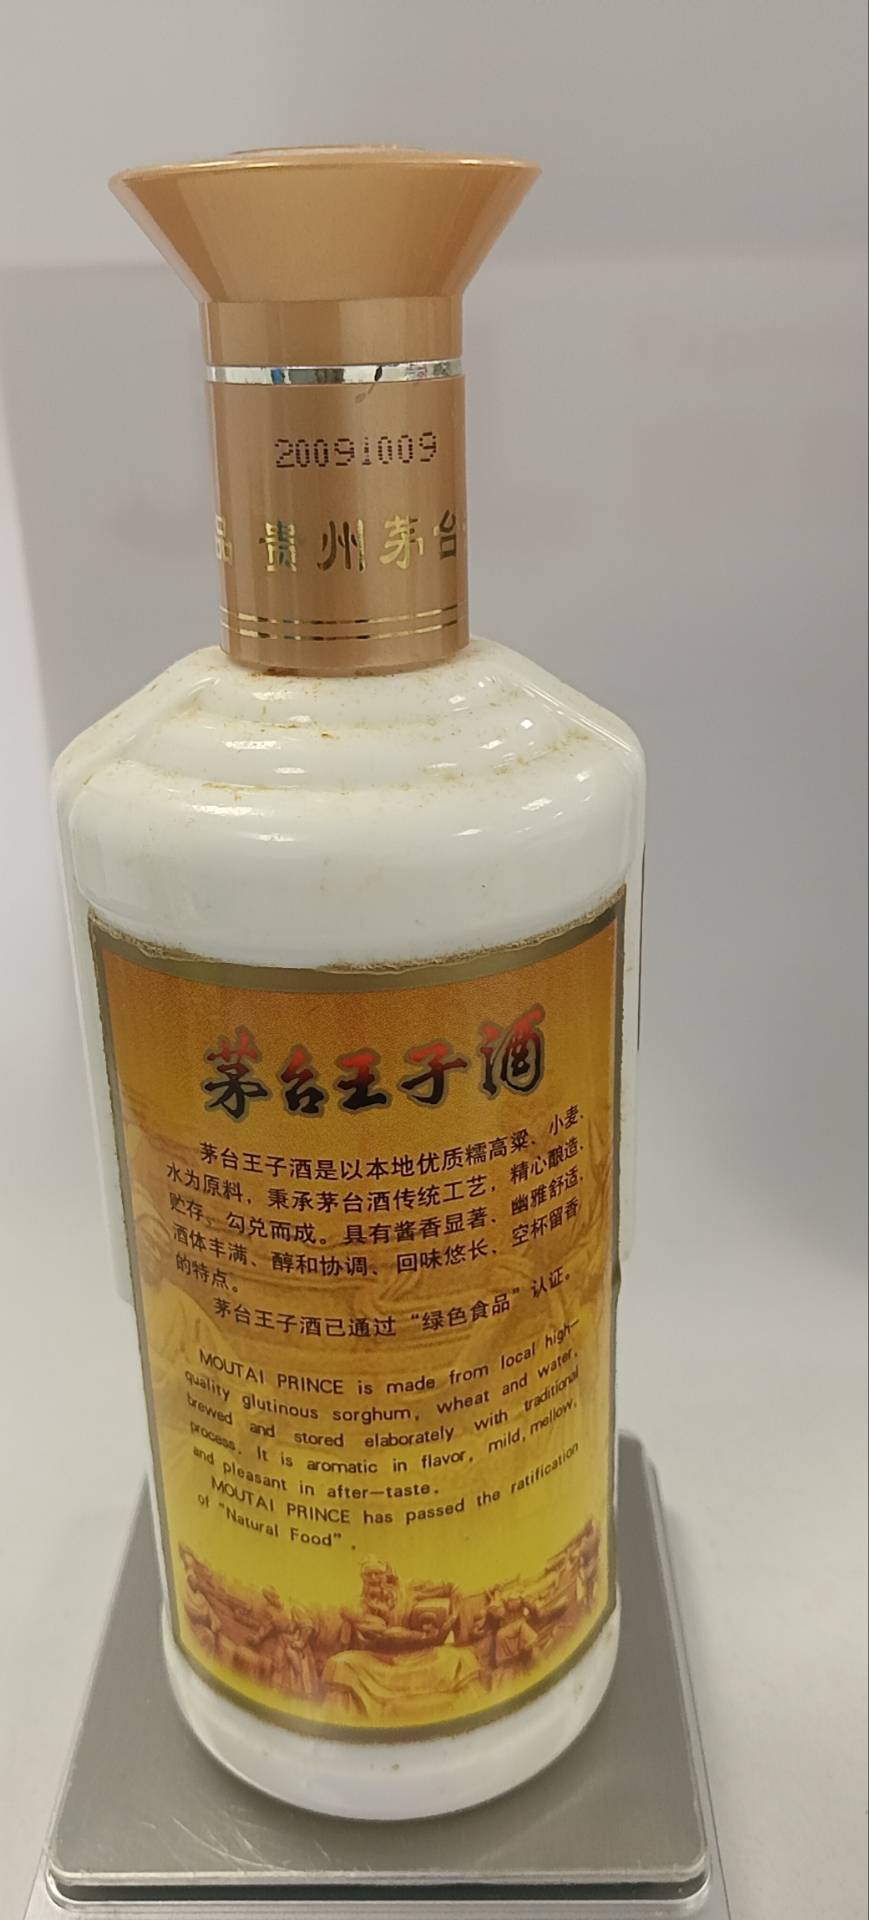 20091009
品 贵州茅台
茅台王子酒
茅台王子酒是以本地优质糯高粱、小麦、
水为原料，秉承茅台酒传统工艺，精心酿造、
贮存、勾兑而成。具有酱香显著、幽雅舒适、
酒体丰满、醇和协调、回味悠长、空杯留香
的特点。
茅台王子酒已通过“绿色食品”认证。
MOUTAI PRINCE is made from local high—
quality glutinous sorghum, wheat and water,
brewed and stored elaborately with traditional
process. It is aromatic in flavor, mild, mellow,
and pleasant in after—taste.
MOUTAI PRINCE has passed the ratification
of "Natural Food".